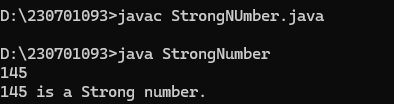 D:\230701093>javac StrongNUmber.java
D:\230701093>java StrongNumber
145
145 is a Strong number.